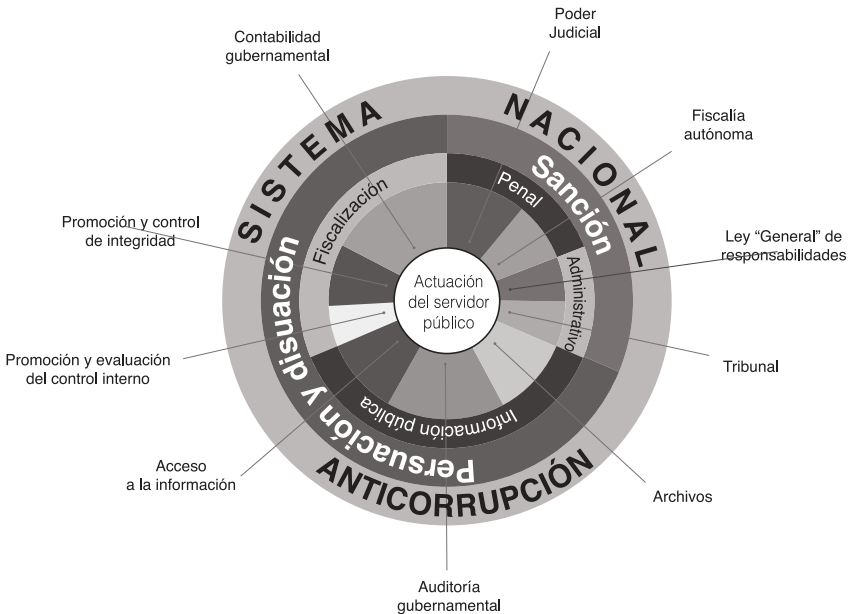 Contabilidad
gubernamental
Poder
Judicial
Fiscalía
autónoma
Ley “General” de
responsabilidades
Tribunal
Archivos
Auditoría
gubernamental
Acceso
a la información
Promoción y evaluación
del control interno
Promoción y control
de integridad
SISTEMA
NACIONAL
ANTICORRUPCIÓN
Sanción
Persuación y disuación
Penal
Administrativo
Información pública
Fiscalización
Actuación
del servidor
público